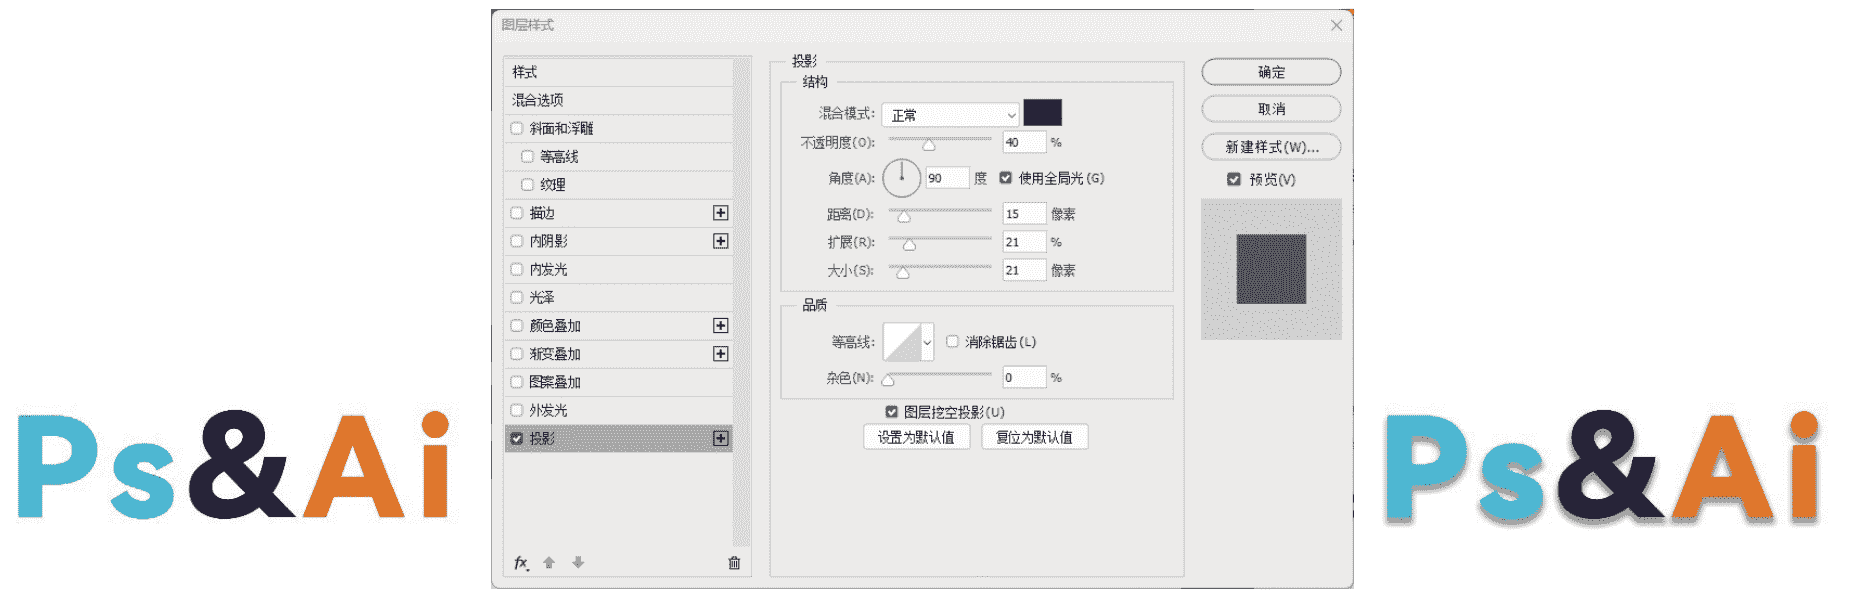 图层样式
样式
混合选项
斜面和浮雕
等高线
纹理
描边
内阴影
内发光
光泽
颜色叠加
渐变叠加
图案叠加
外发光
投影
fx
投影
结构
混合模式: 正常
不透明度(O): 40 %
角度(A): 90 度 使用全局光(G)
距离(D): 15 像素
扩展(R): 21 %
大小(S): 21 像素
品质
等高线: 消除锯齿(L)
杂色(N): 0 %
图层挖空投影(U)
设置为默认值 复位为默认值
确定
取消
新建样式(W)...
预览(V)
Ps&Ai
Ps&Ai